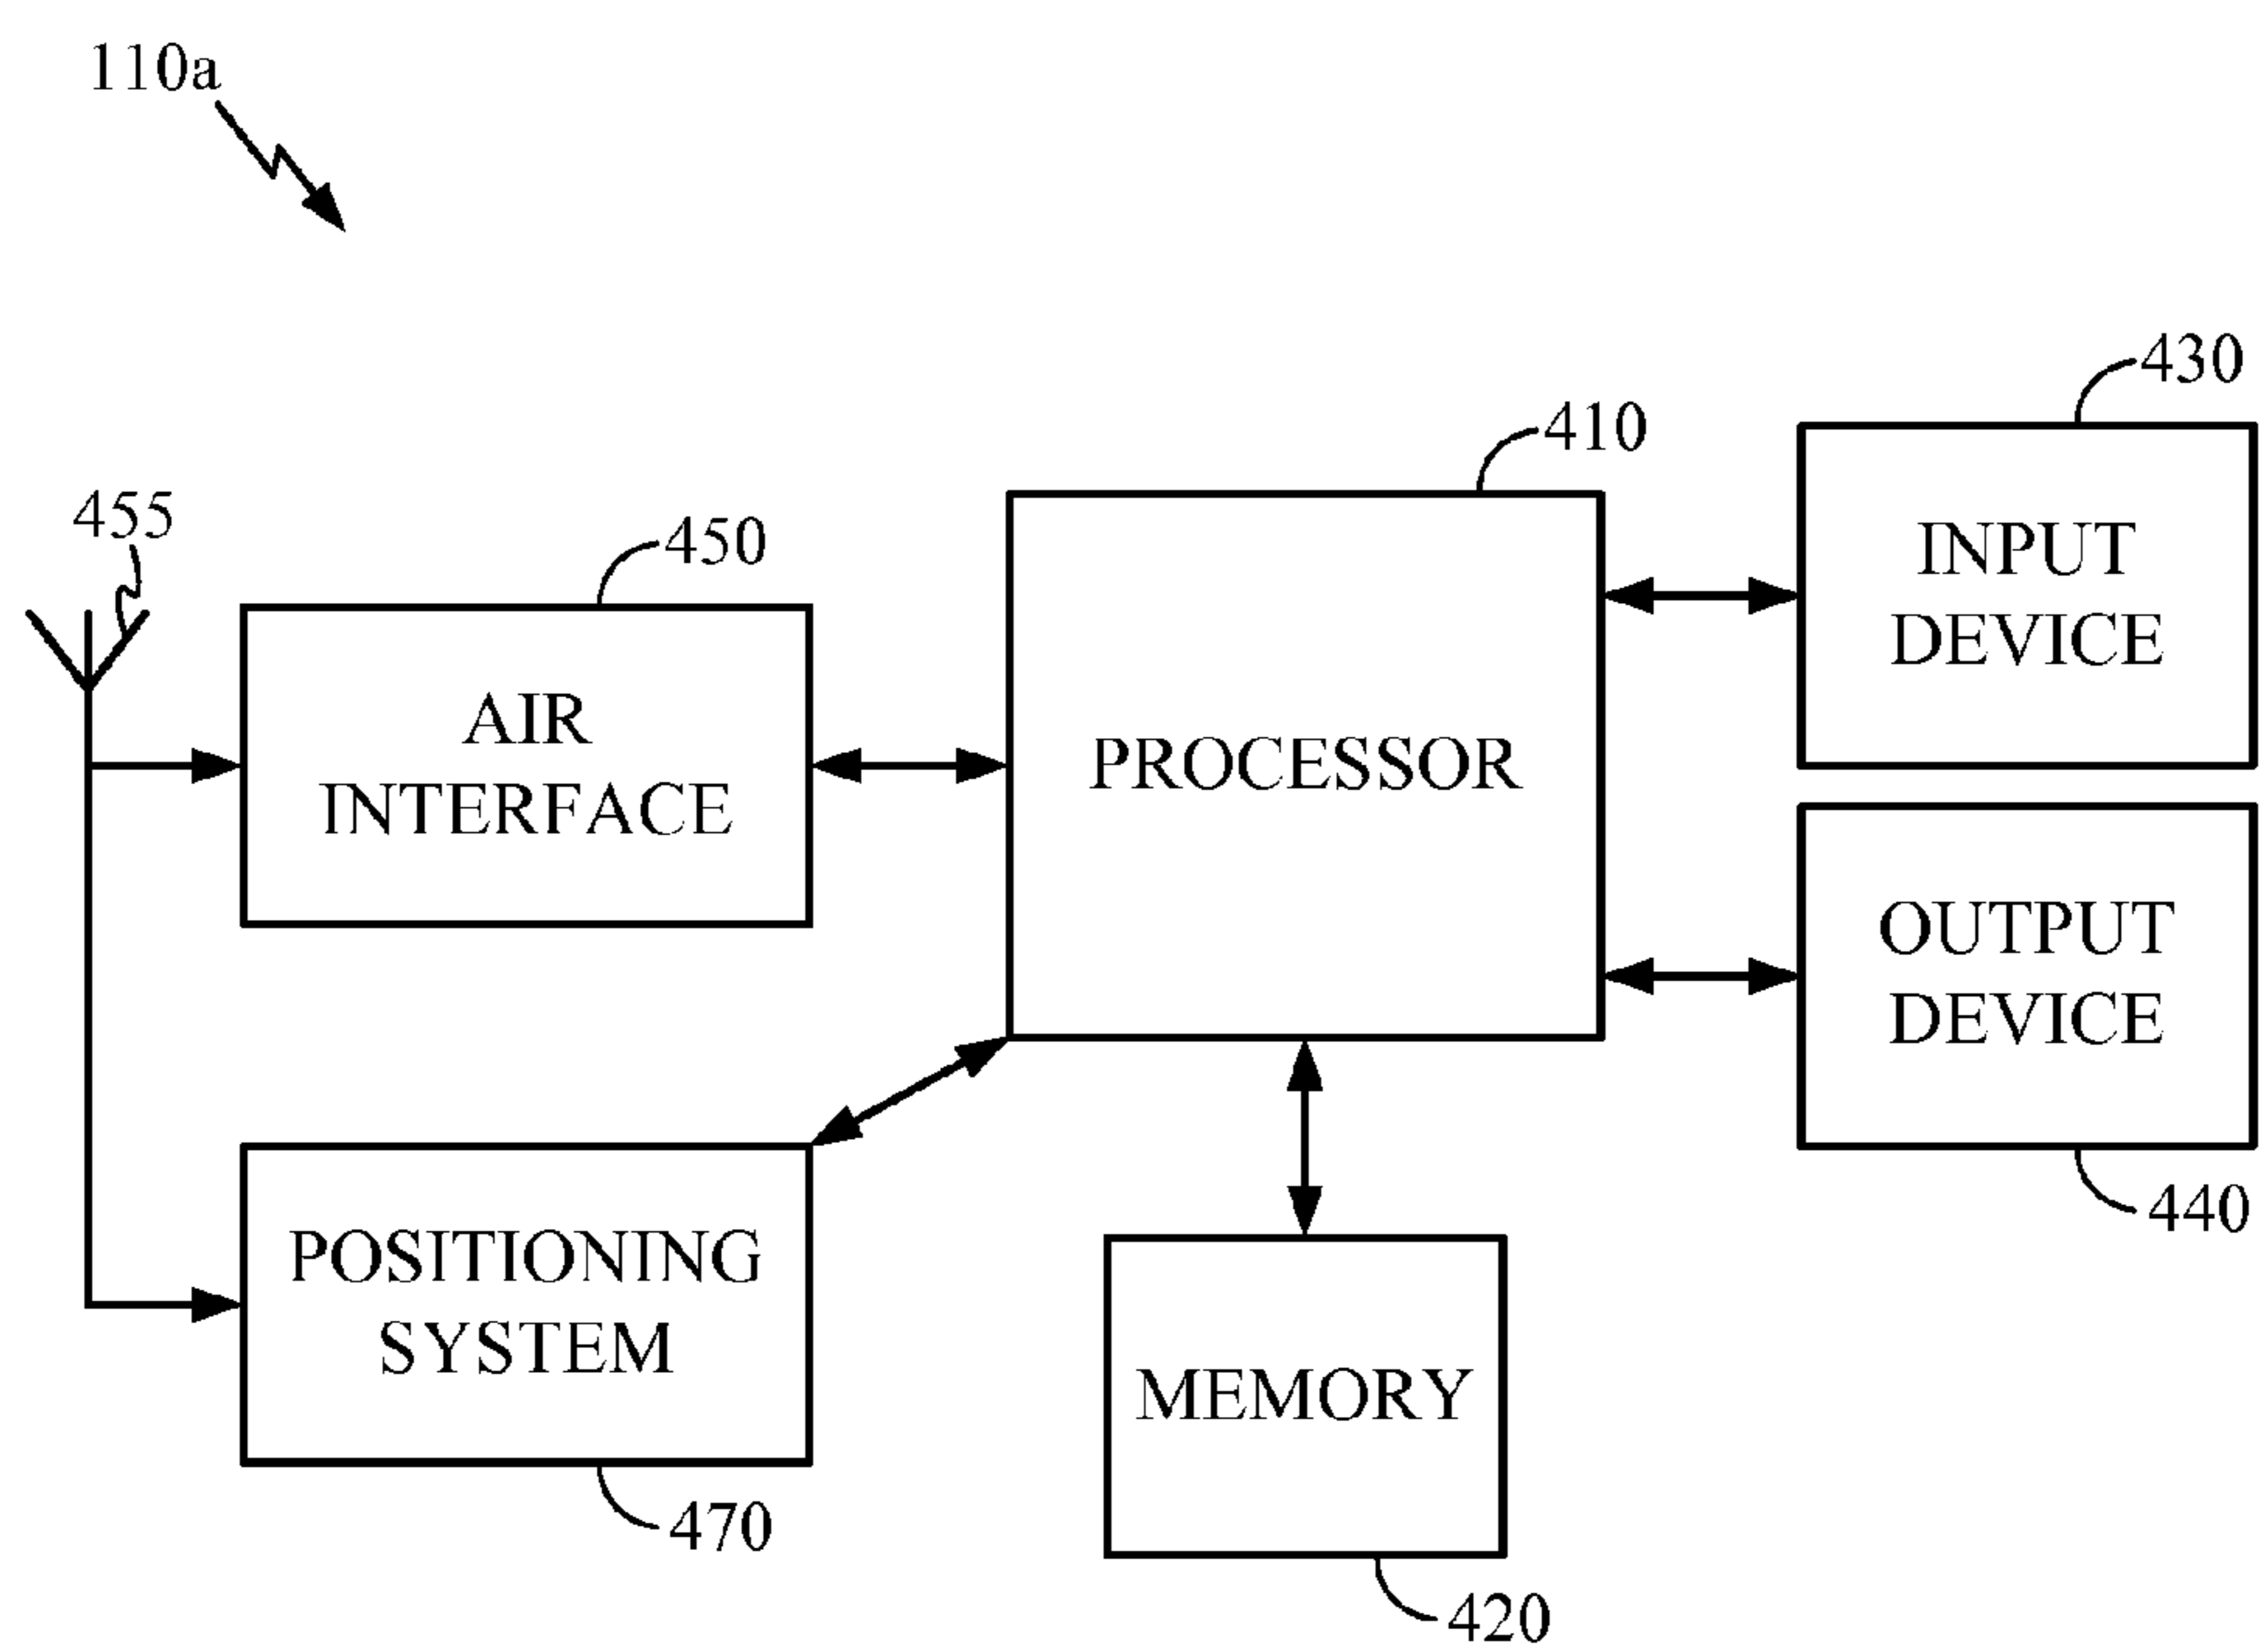 110a
430
410
455
450
INPUT
DEVICE
AIR
INTERFACE
PROCESSOR
OUTPUT
DEVICE
POSITIONING
SYSTEM
440
MEMORY
470
420